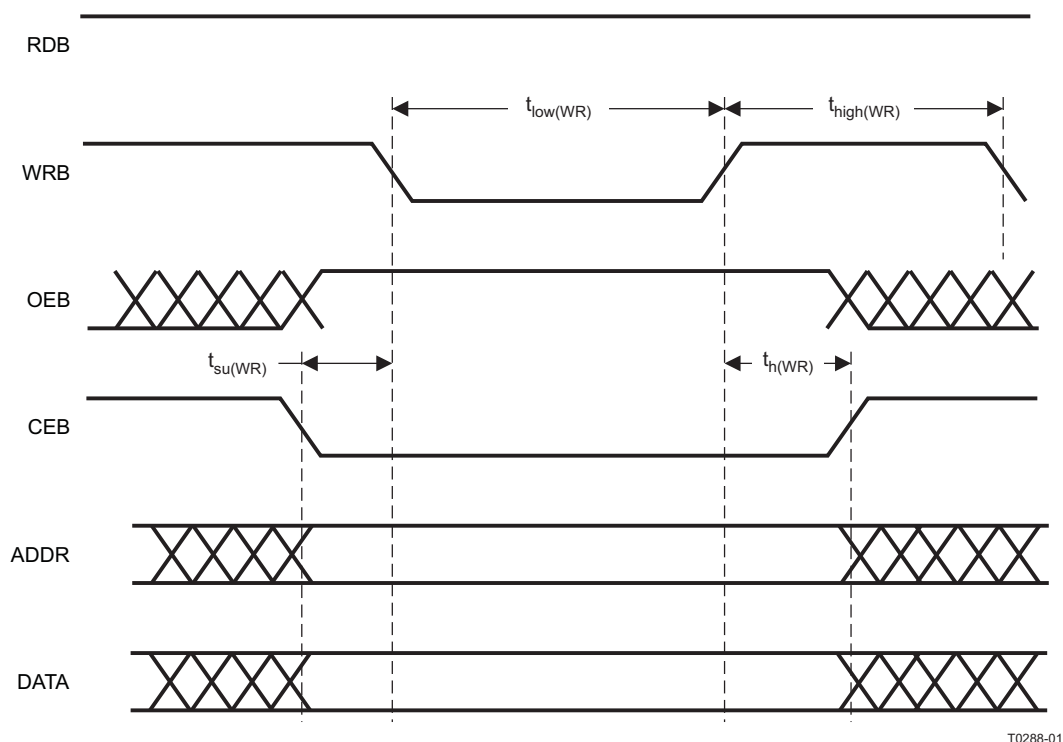 RDB
tlow(WR)
thigh(WR)
WRB
OEB
tsu(WR)
th(WR)
CEB
ADDR
DATA
T0288-01